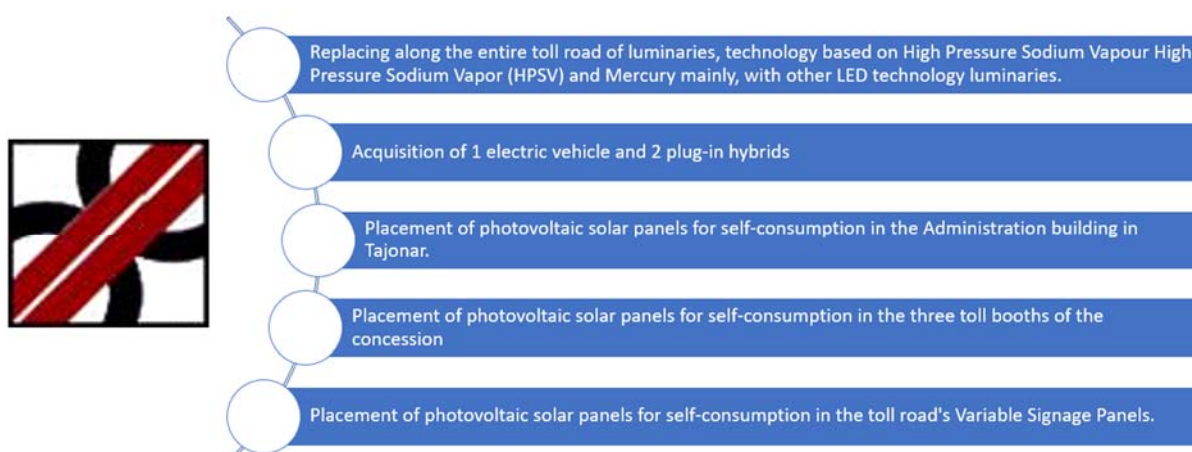 Replacing along the entire toll road of luminaries, technology based on High Pressure Sodium Vapour High
Pressure Sodium Vapor (HPSV) and Mercury mainly, with other LED technology luminaries.
Acquisition of 1 electric vehicle and 2 plug-in hybrids
Placement of photovoltaic solar panels for self-consumption in the Administration building in
Tajonar.
Placement of photovoltaic solar panels for self-consumption in the three toll booths of the
concession
Placement of photovoltaic solar panels for self-consumption in the toll road's Variable Signage Panels.